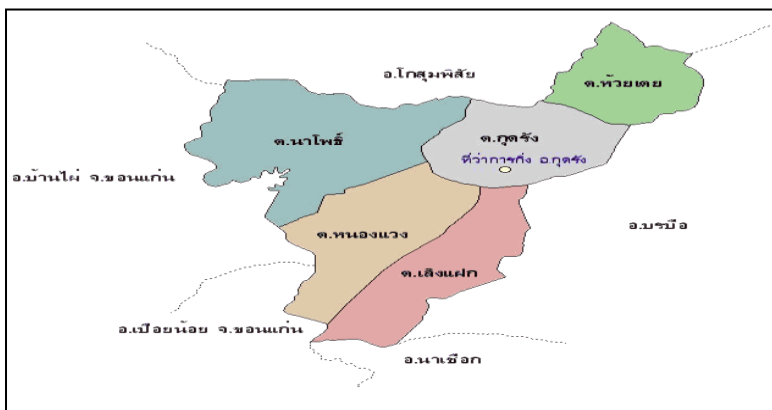 อ.โกสุมพิสัย
ต.ห้วยเตย
ต.นาโพธิ์
ต.กุดรัง
ที่ว่าการกิ่ง อ.กุดรัง
อ.บ้านไผ่ จ.ขอนแก่น
อ.บรบือ
ต.หนองแวง
ต.เลิงแฝก
อ.เปือยน้อย จ.ขอนแก่น
อ.นาเชือก